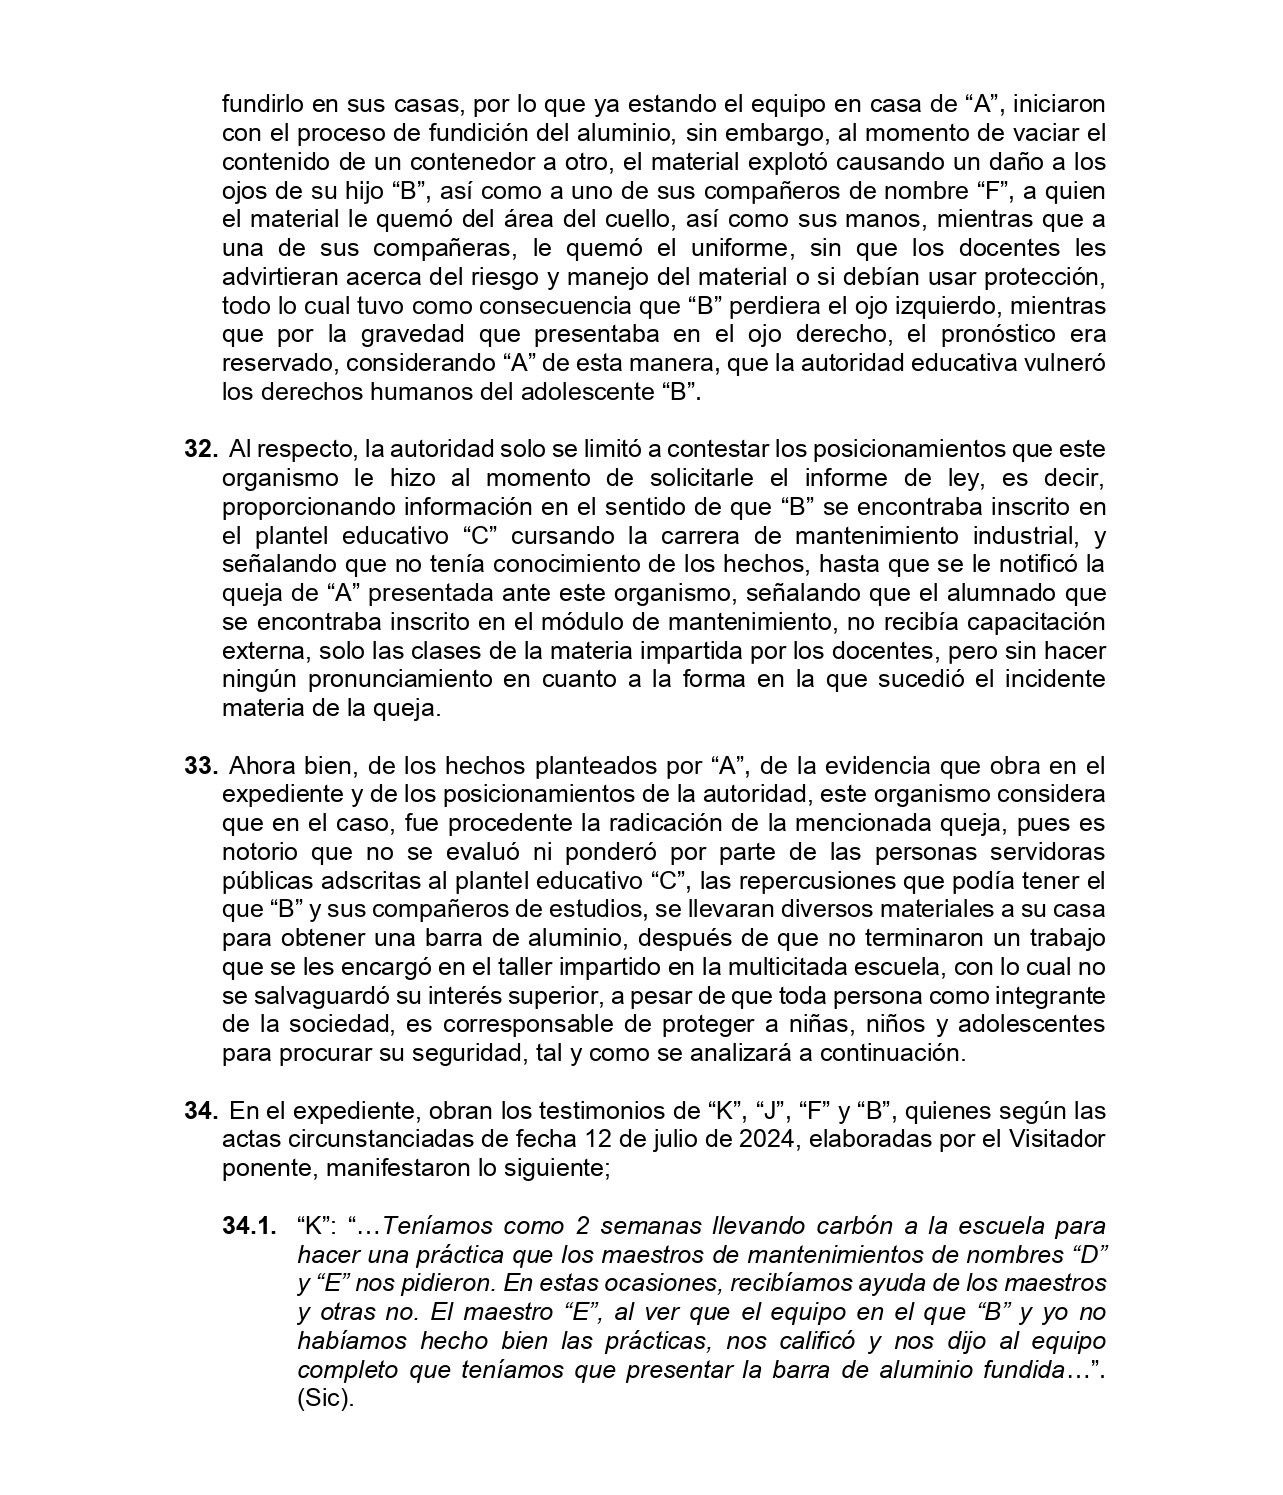 fundirlo en sus casas, por lo que ya estando el equipo en casa de “A”, iniciaron
con el proceso de fundición del aluminio, sin embargo, al momento de vaciar el
contenido de un contenedor a otro, el material explotó causando un daño a los
ojos de su hijo “B”, así como a uno de sus compañeros de nombre “F”, a quien
el material le quemó del área del cuello, así como sus manos, mientras que a
una de sus compañeras, le quemó el uniforme, sin que los docentes les
advirtieran acerca del riesgo y manejo del material o si debían usar protección,
todo lo cual tuvo como consecuencia que “B” perdiera el ojo izquierdo, mientras
que por la gravedad que presentaba en el ojo derecho, el pronóstico era
reservado, considerando “A” de esta manera, que la autoridad educativa vulneró
los derechos humanos del adolescente “B”.
32. Al respecto, la autoridad solo se limitó a contestar los posicionamientos que este
organismo le hizo al momento de solicitarle el informe de ley, es decir,
proporcionando información en el sentido de que “B” se encontraba inscrito en
el plantel educativo “C” cursando la carrera de mantenimiento industrial, y
señalando que no tenía conocimiento de los hechos, hasta que se le notificó la
queja de “A” presentada ante este organismo, señalando que el alumnado que
se encontraba inscrito en el módulo de mantenimiento, no recibía capacitación
externa, solo las clases de la materia impartida por los docentes, pero sin hacer
ningún pronunciamiento en cuanto a la forma en la que sucedió el incidente
materia de la queja.
33. Ahora bien, de los hechos planteados por “A”, de la evidencia que obra en el
expediente y de los posicionamientos de la autoridad, este organismo considera
que en el caso, fue procedente la radicación de la mencionada queja, pues es
notorio que no se evaluó ni ponderó por parte de las personas servidoras
públicas adscritas al plantel educativo “C”, las repercusiones que podía tener el
que “B” y sus compañeros de estudios, se llevaran diversos materiales a su casa
para obtener una barra de aluminio, después de que no terminaron un trabajo
que se les encargó en el taller impartido en la multicitada escuela, con lo cual no
se salvaguardó su interés superior, a pesar de que toda persona como integrante
de la sociedad, es corresponsable de proteger a niñas, niños y adolescentes
para procurar su seguridad, tal y como se analizará a continuación.
34. En el expediente, obran los testimonios de “K”, “J”, “F” y “B”, quienes según las
actas circunstanciadas de fecha 12 de julio de 2024, elaboradas por el Visitador
ponente, manifestaron lo siguiente;
34.1. “K”: “…Teníamos como 2 semanas llevando carbón a la escuela para
hacer una práctica que los maestros de mantenimientos de nombres “D”
y “E” nos pidieron. En estas ocasiones, recibíamos ayuda de los maestros
y otras no. El maestro “E”, al ver que el equipo en el que “B” y yo no
habíamos hecho bien las prácticas, nos calificó y nos dijo al equipo
completo que teníamos que presentar la barra de aluminio fundida…”.
(Sic).